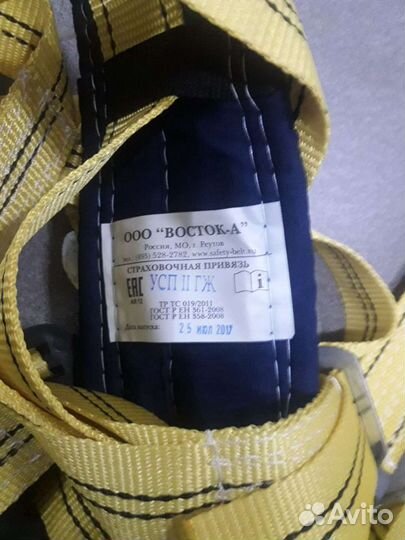 ООО "ВОСТОК-А"
Россия, МО, г. Реутов
тел.: (495) 528-2782, www.safety-belt.ru
СТРАХОВОЧНАЯ ПРИВЯЗЬ
ЕАС УСП II ГЖ i
ТР ТС 019/2011
ГОСТ Р ЕН 361-2008
ГОСТ Р ЕН 358-2008
Дата выпуска: 25 ИЮЛ 2017
Avito